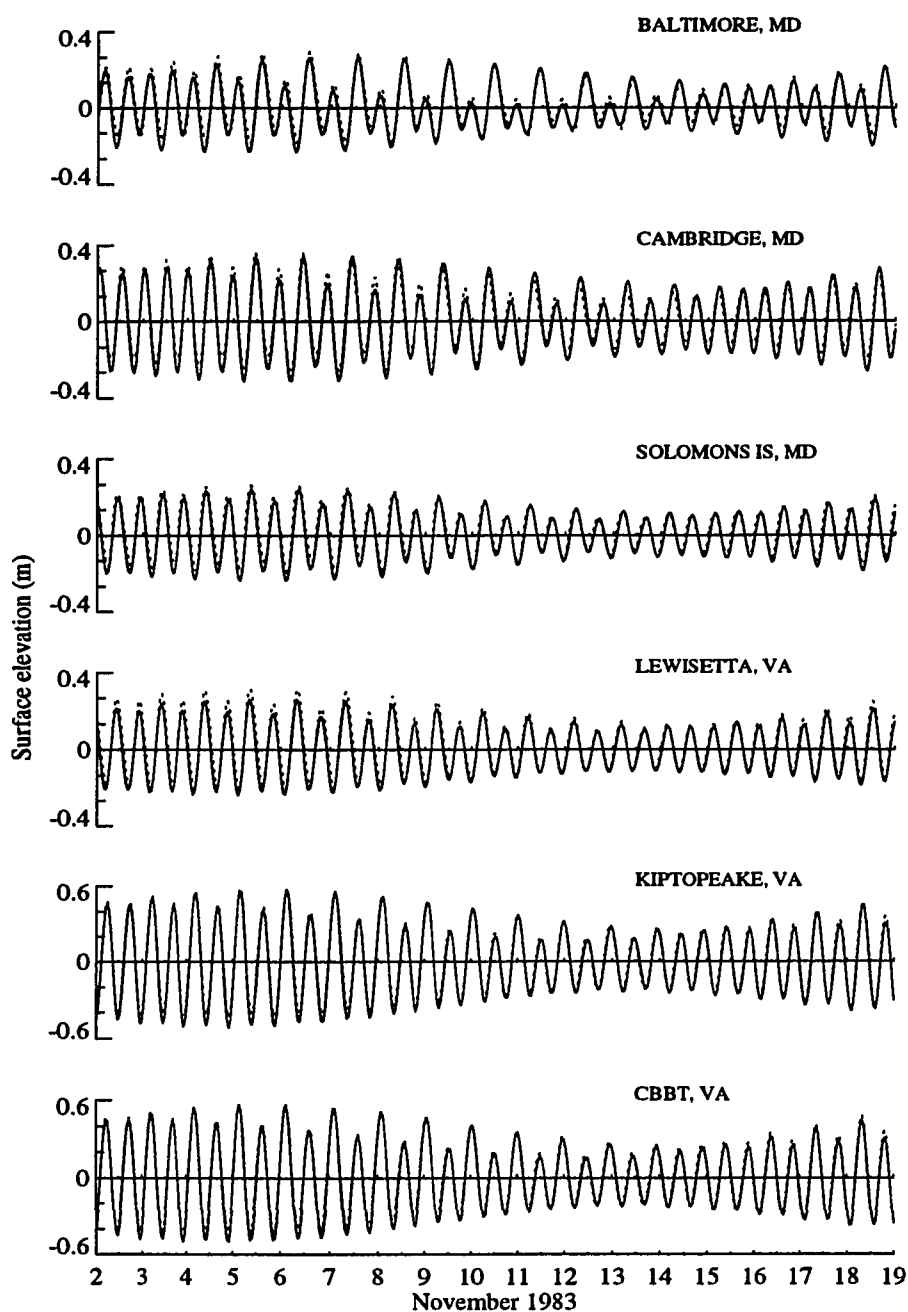 BALTIMORE, MD
0.4
0
-0.4
CAMBRIDGE, MD
0.4
0
-0.4
SOLOMONS IS, MD
0.4
0
-0.4
LEWISETTA, VA
0.4
0
-0.4
KIPTOPEAKE, VA
0.6
0
-0.6
CBBT, VA
0.6
0
-0.6
Surface elevation (m)
2 3 4 5 6 7 8 9 10 11 12 13 14 15 16 17 18 19
November 1983